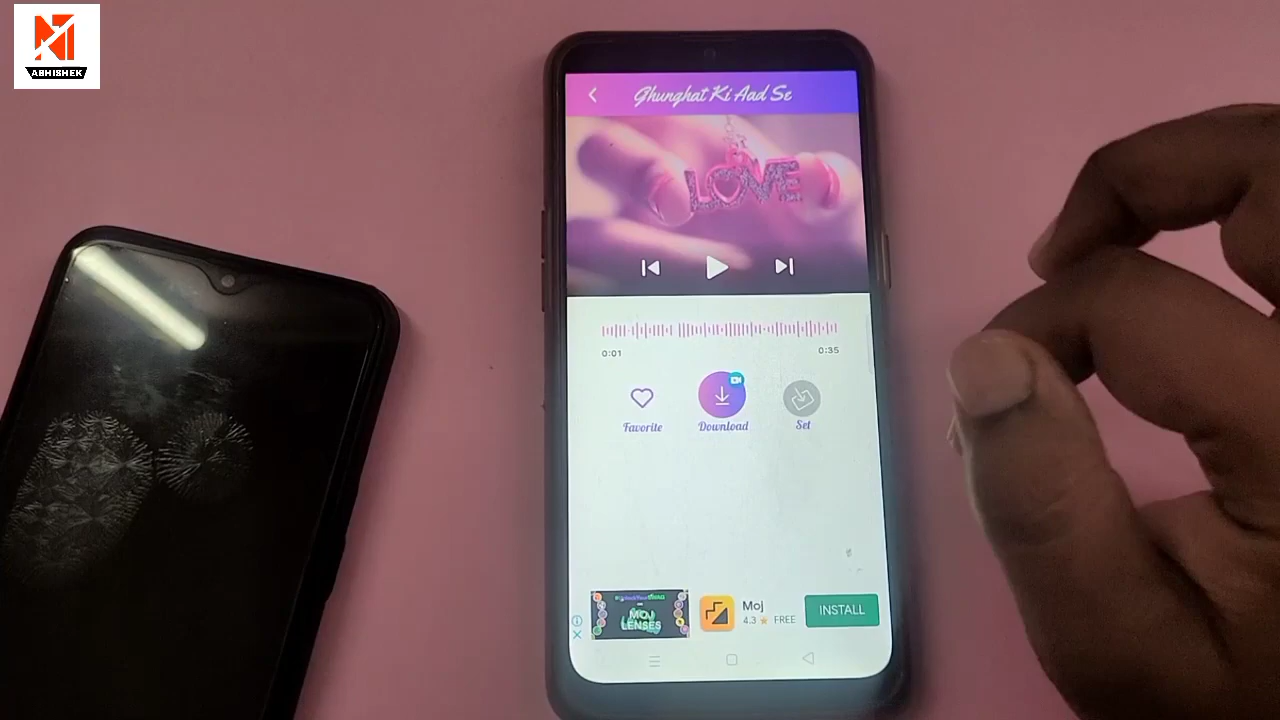 ABHISHEK
Ghunghat Ki Aad Se
LOVE
0:01
0:35
Favorite
Download
Set
MOJ
LENSES
Moj
4.3 ★ FREE
INSTALL